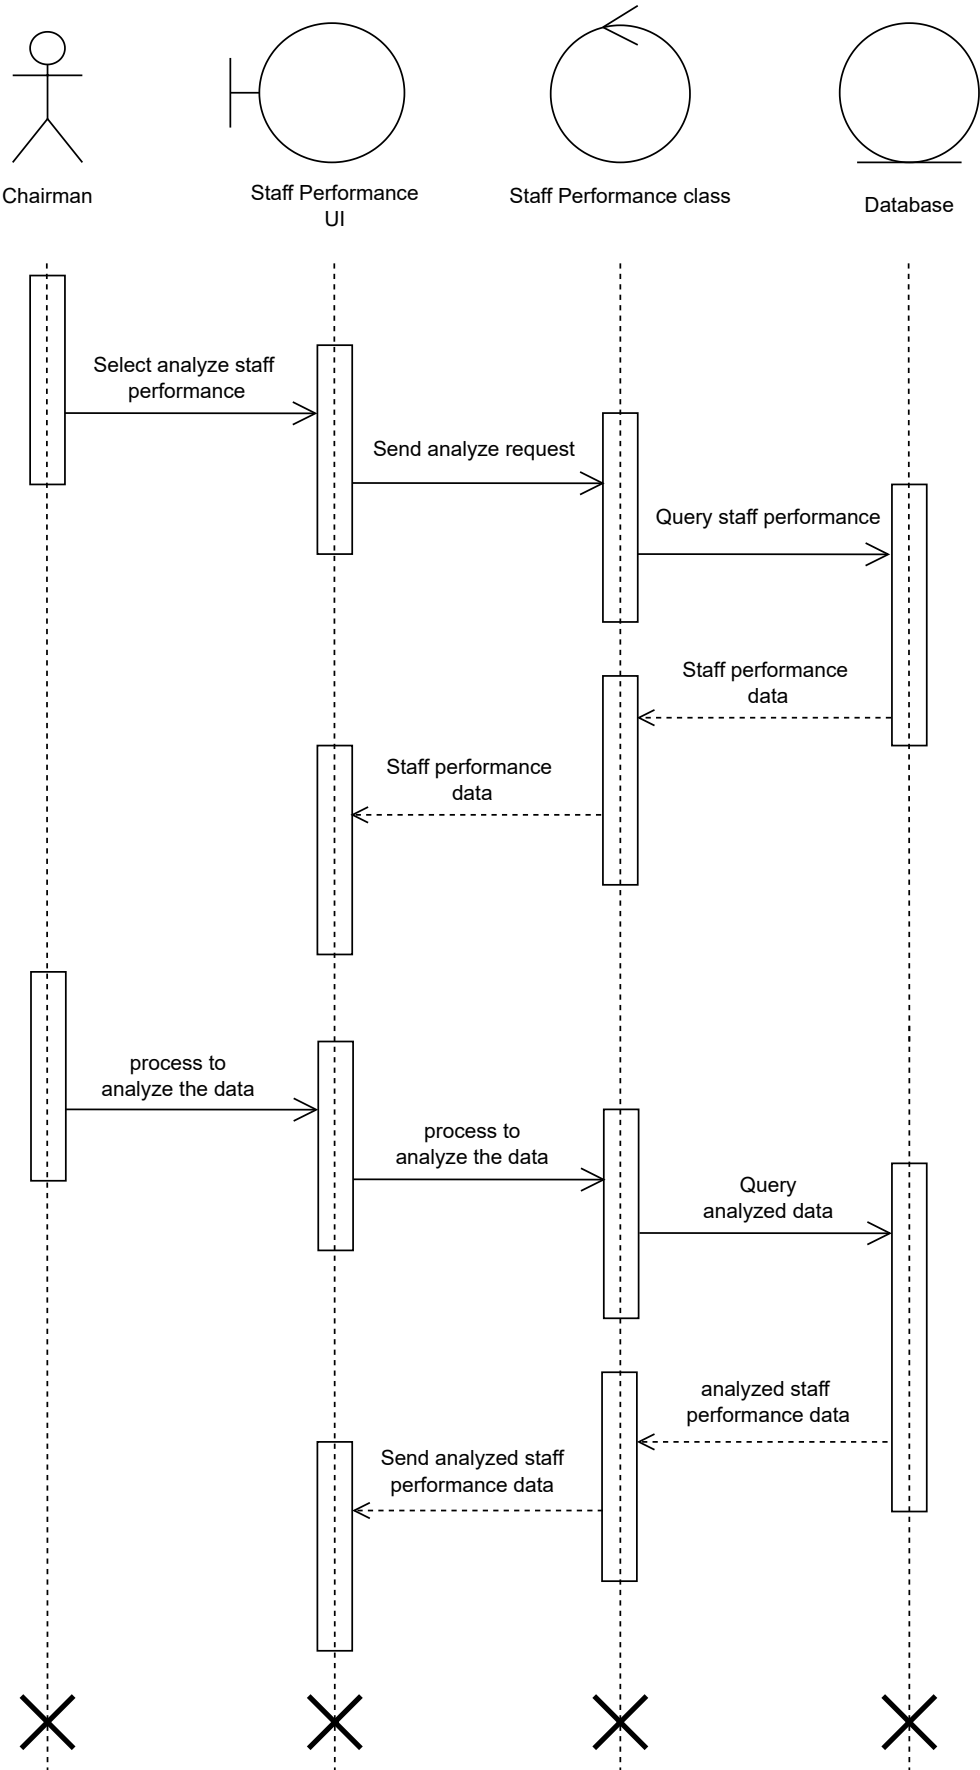 Chairman
Staff Performance
UI
Staff Performance class
Database
Select analyze staff
performance
Send analyze request
Query staff performance
Staff performance
data
Staff performance
data
process to
analyze the data
process to
analyze the data
Query
analyzed data
analyzed staff
performance data
Send analyzed staff
performance data